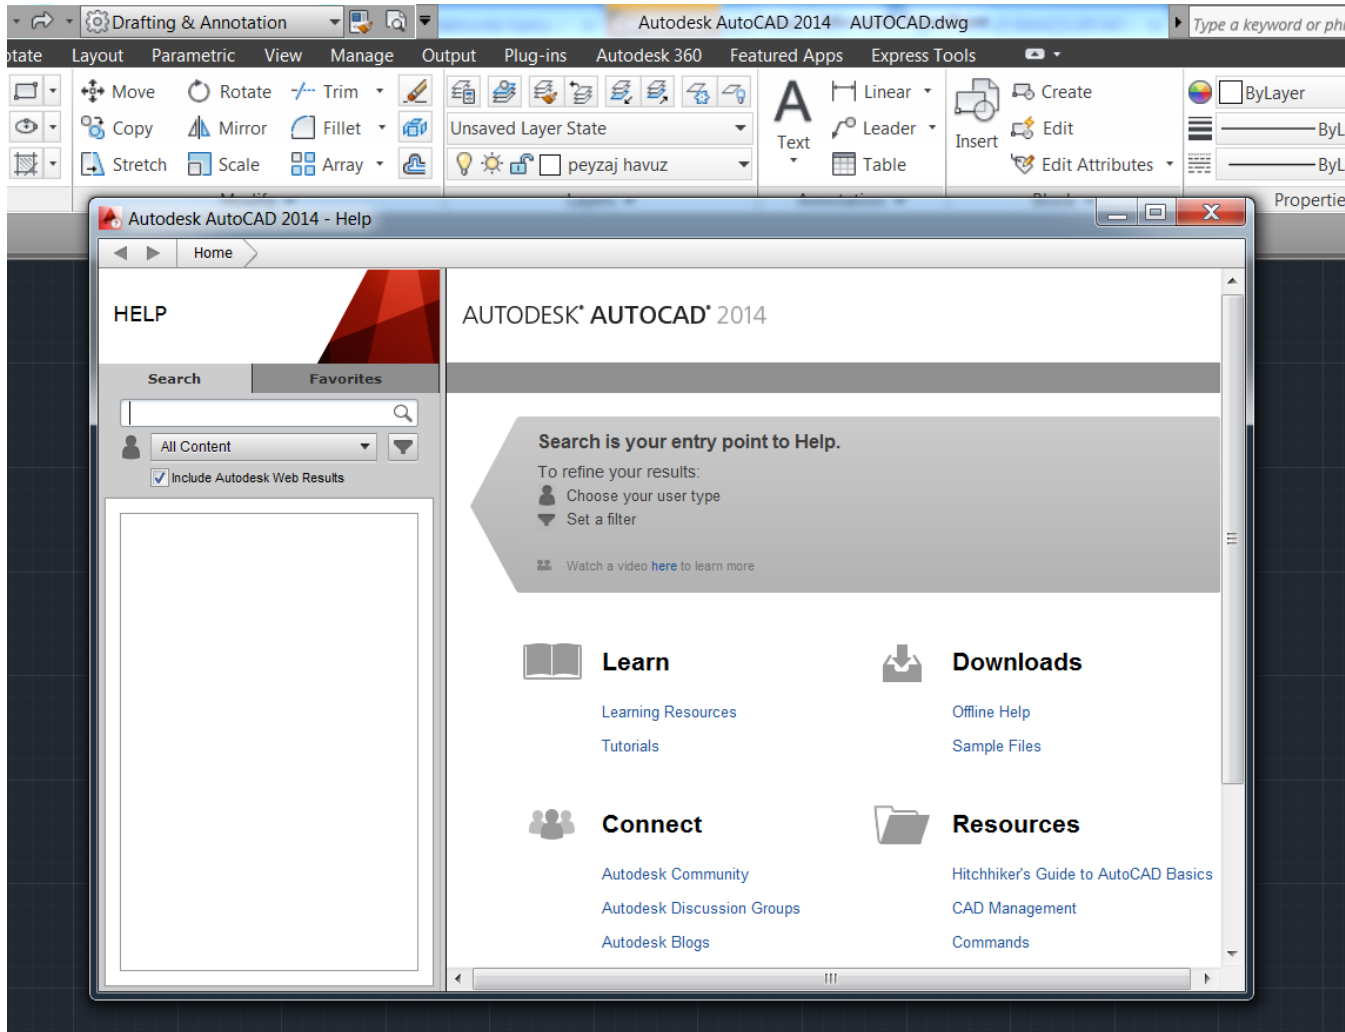 Drafting & Annotation
Autodesk AutoCAD 2014 AUTOCAD.dwg
Type a keyword or
Layout Parametric View Manage Output Plug-ins Autodesk 360 Featured Apps Express Tools
Move Rotate Trim Linear Create ByLayer
Copy Mirror Fillet Unsaved Layer State Text Leader Insert Edit
Stretch Scale Array peyzaj havuz Table Edit Attributes
Autodesk AutoCAD 2014 - Help
Home
HELP
AUTODESK® AUTOCAD® 2014
Search Favorites
All Content
Include Autodesk Web Results
Search is your entry point to Help.
To refine your results:
Choose your user type
Set a filter
Watch a video here to learn more
Learn
Learning Resources
Tutorials
Downloads
Offline Help
Sample Files
Connect
Autodesk Community
Autodesk Discussion Groups
Autodesk Blogs
Resources
Hitchhiker's Guide to AutoCAD Basics
CAD Management
Commands